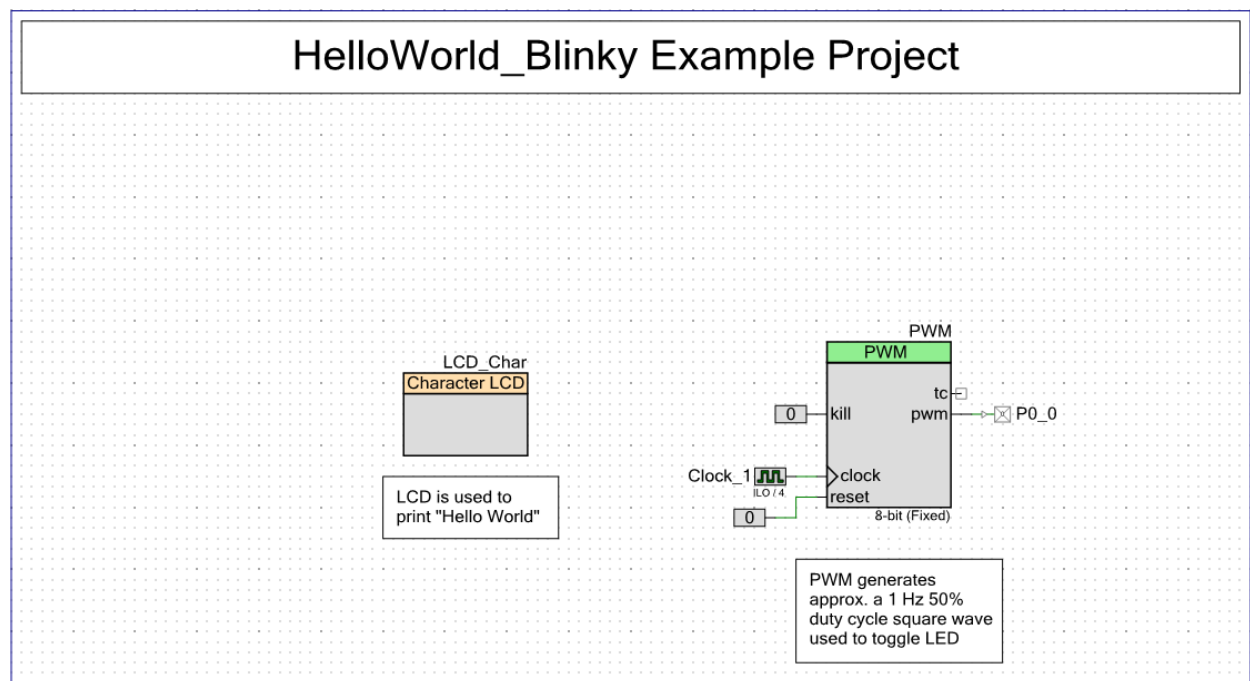 HelloWorld_Blinky Example Project
LCD_Char
Character LCD
LCD is used to
print "Hello World"
PWM
PWM
tc
0
kill
pwm
P0_0
Clock_1
ILO / 4
clock
0
reset
8-bit (Fixed)
PWM generates
approx. a 1 Hz 50%
duty cycle square wave
used to toggle LED